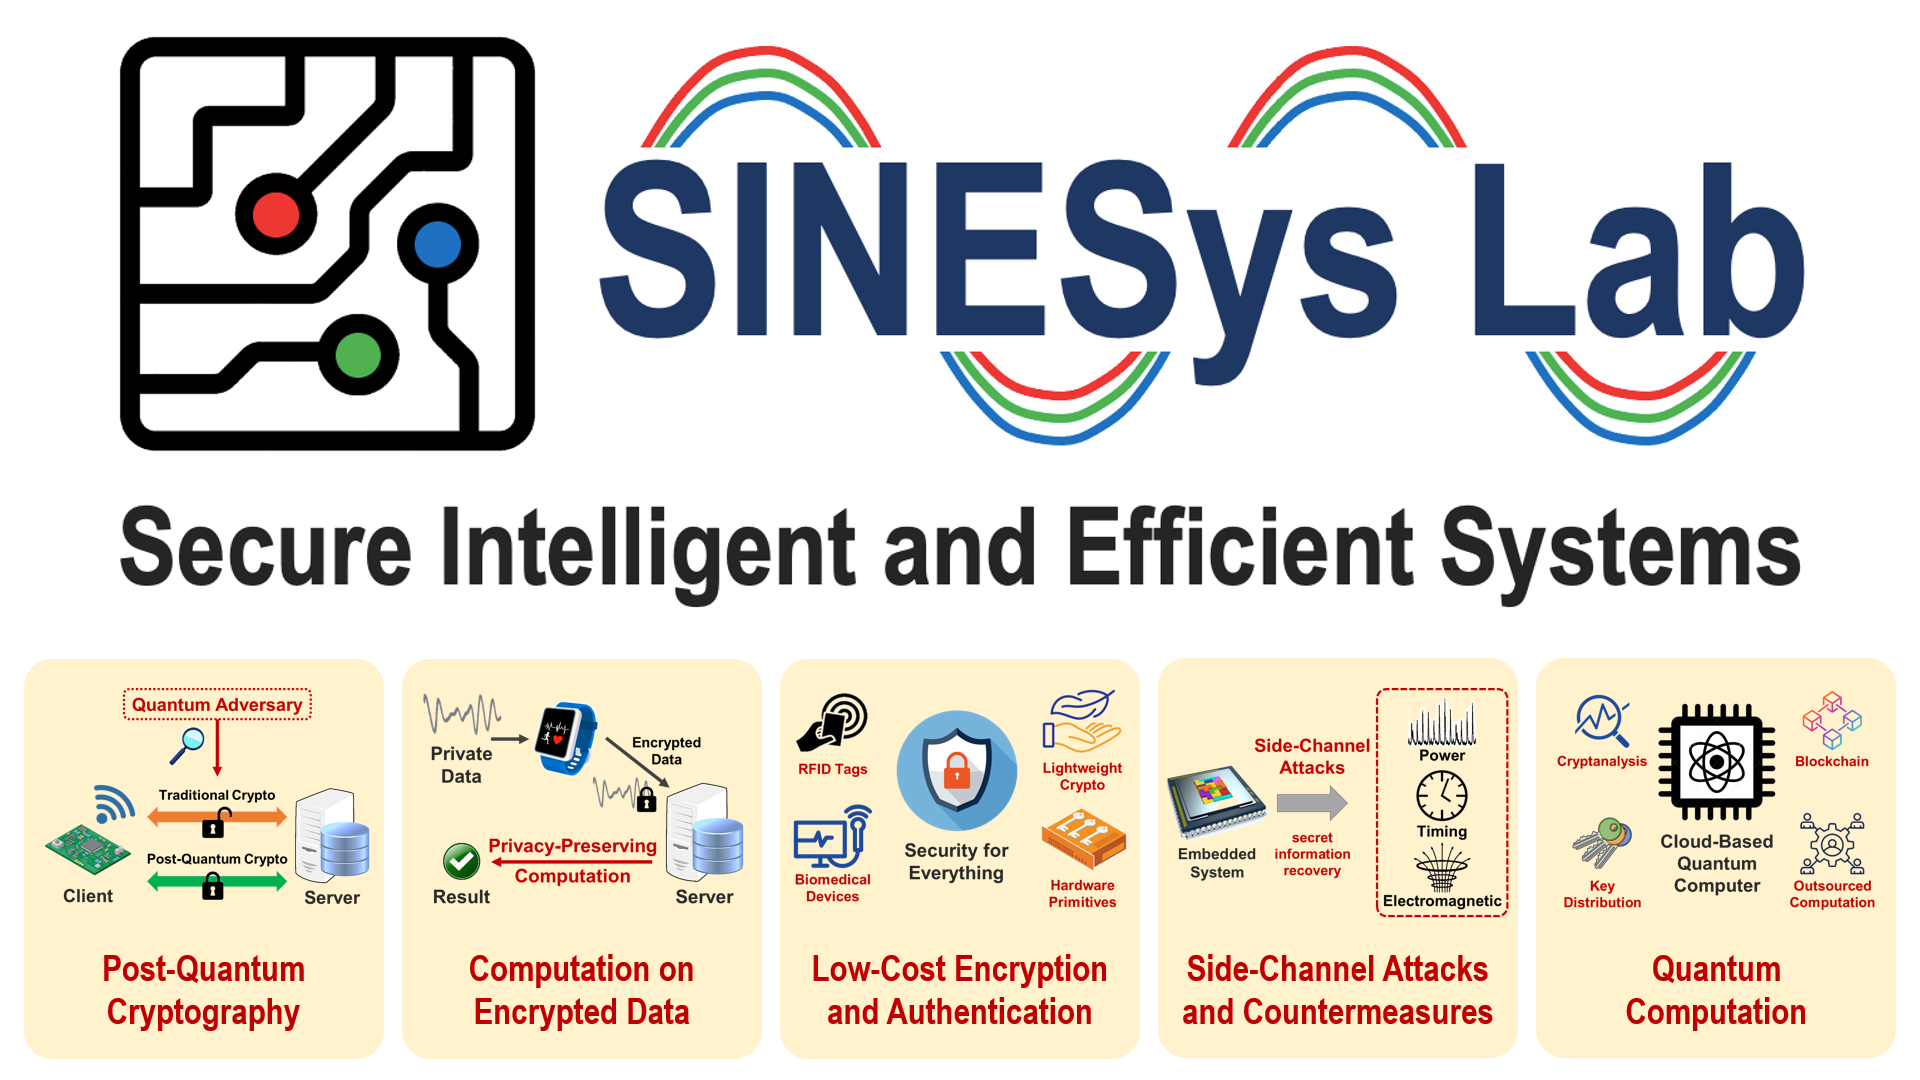 SINESys Lab
Secure Intelligent and Efficient Systems
Quantum Adversary
Traditional Crypto
Post-Quantum Crypto
Client
Server
Post-Quantum
Cryptography
Private
Data
Encrypted
Data
Privacy-Preserving
Computation
Result
Server
Computation on
Encrypted Data
RFID Tags
Lightweight
Crypto
Security for
Everything
Biomedical
Devices
Hardware
Primitives
Low-Cost Encryption
and Authentication
Side-Channel
Attacks
Embedded
System
secret
information
recovery
Power
Timing
Electromagnetic
Side-Channel Attacks
and Countermeasures
Cryptanalysis
Blockchain
Cloud-Based
Quantum
Computer
Key
Distribution
Outsourced
Computation
Quantum
Computation